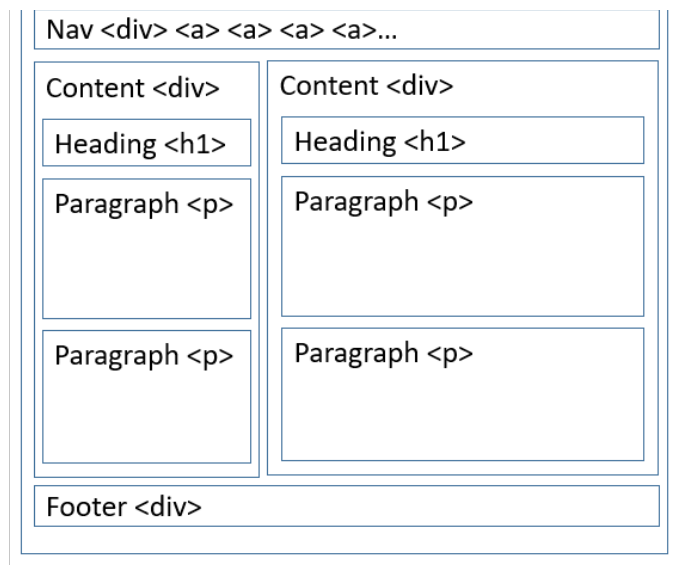 Nav <div> <a> <a> <a> <a>...
Content <div>
Heading <h1>
Paragraph <p>
Paragraph <p>
Content <div>
Heading <h1>
Paragraph <p>
Paragraph <p>
Footer <div>